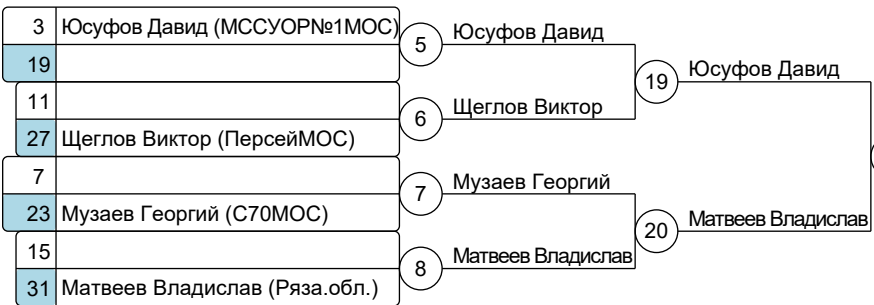 3 Юсуфов Давид (МССУОР№1МОС)
19
11
27 Щеглов Виктор (ПерсейМОС)
7
23 Музаев Георгий (С70МОС)
15
31 Матвеев Владислав (Ряза.обл.)
5 Юсуфов Давид
6 Щеглов Виктор
7 Музаев Георгий
8 Матвеев Владислав
19 Юсуфов Давид
20 Матвеев Владислав